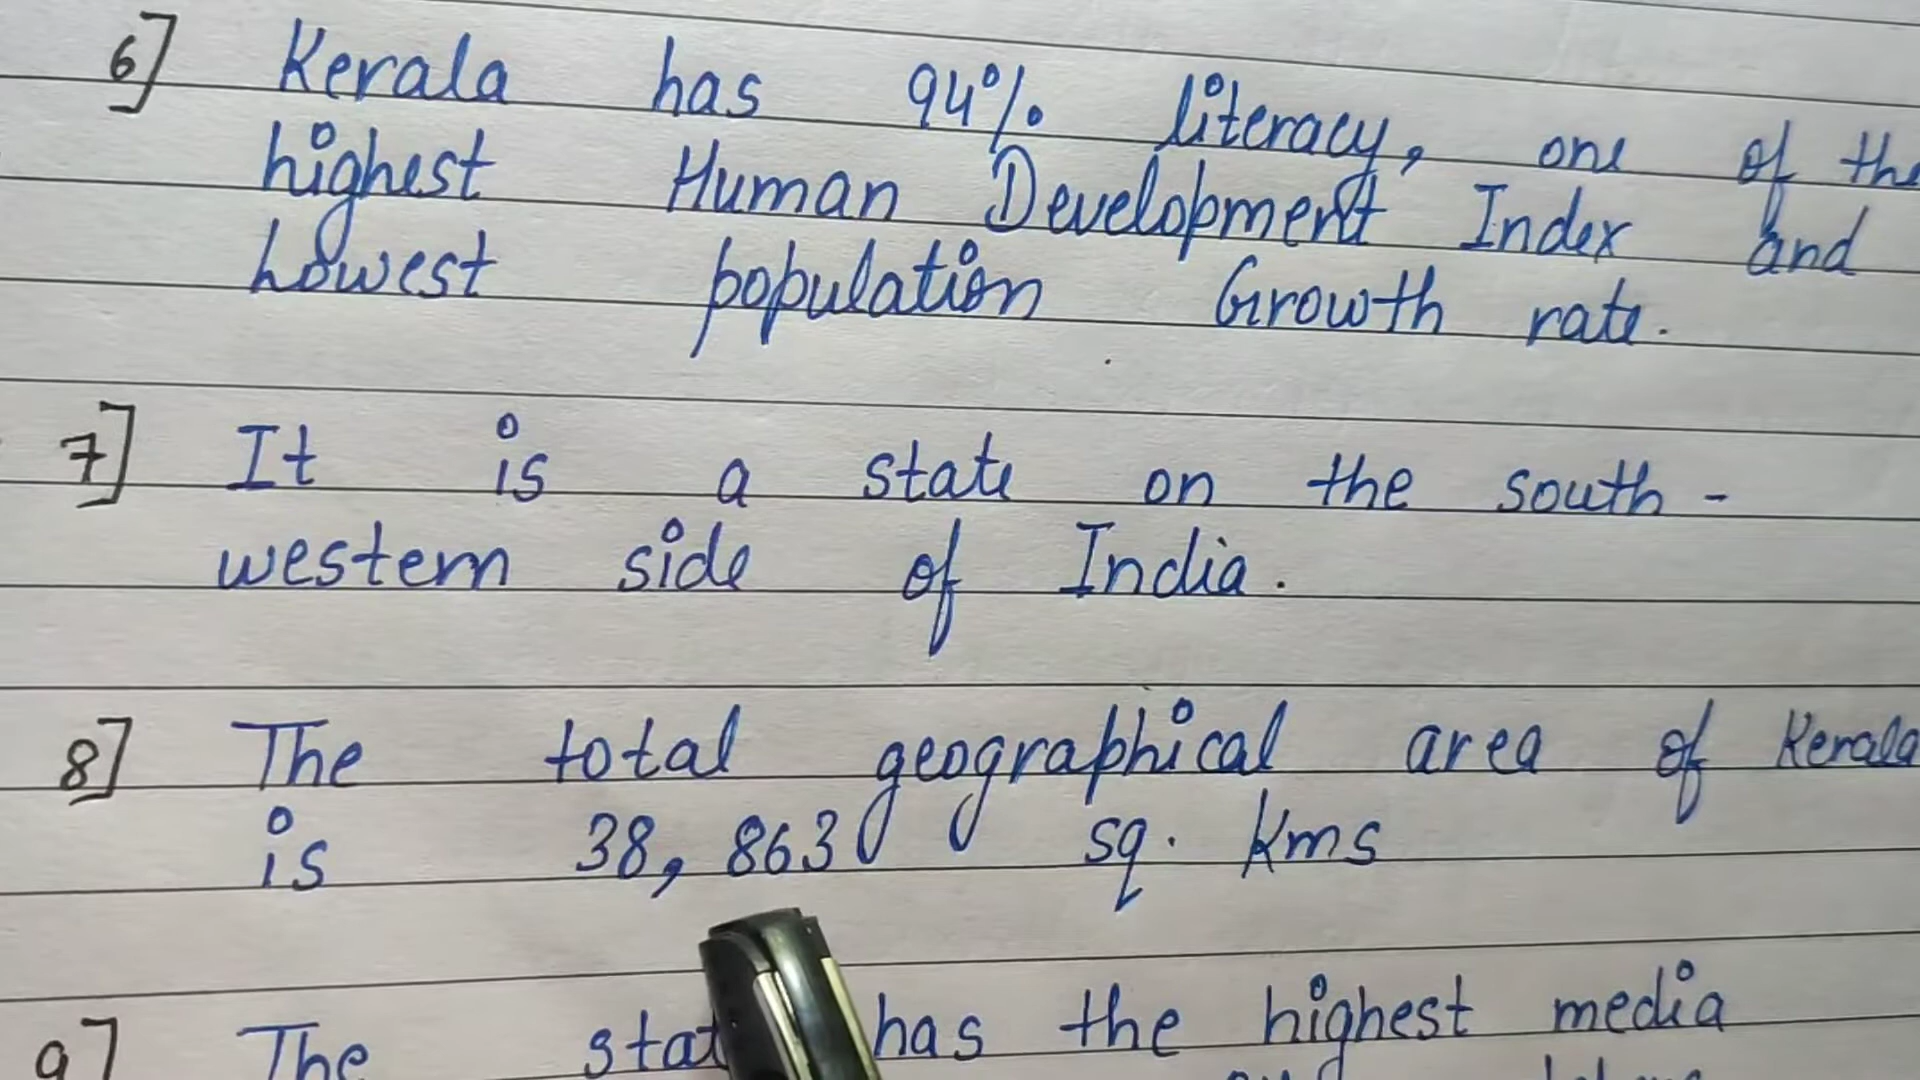 6] Kerala has 94% literacy, one of the
highest Human Development Index and
lowest population Growth rate.
7] It is a state on the south-
western side of India.
8] The total geographical area of Kerala
is 38,863 sq. kms
9] The has the highest media